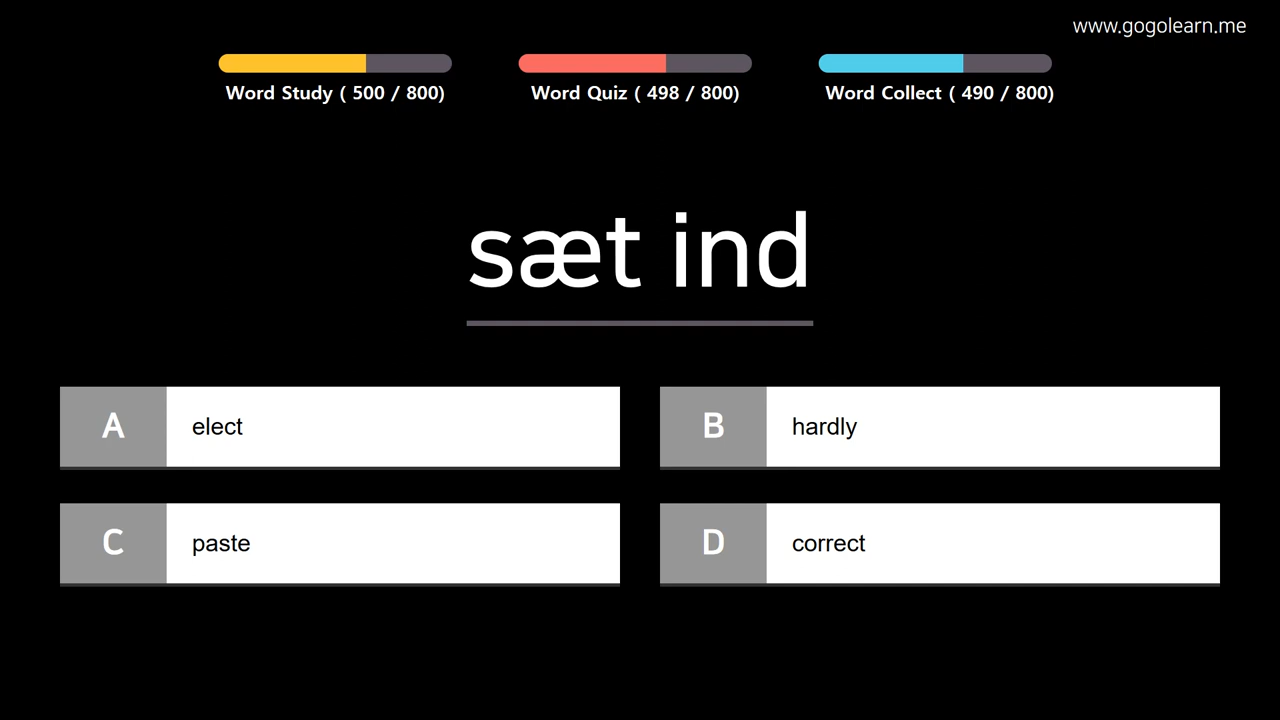 www.gogolearn.me
Word Study ( 500 / 800)
Word Quiz ( 498 / 800)
Word Collect ( 490 / 800)
sæt ind
A elect
B hardly
C paste
D correct